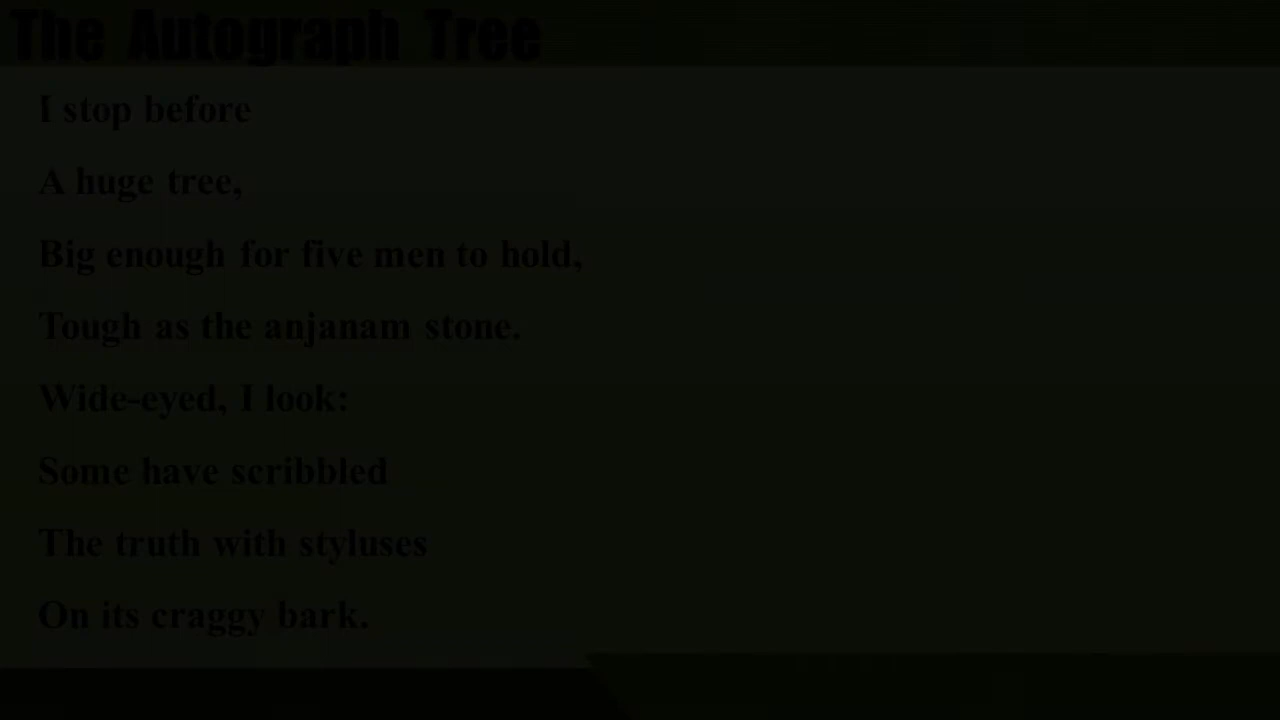 The Autograph Tree
I stop before
A huge tree,
Big enough for five men to hold,
Tough as the anjanam stone.
Wide-eyed, I look:
Some have scribbled
The truth with styluses
On its craggy bark.